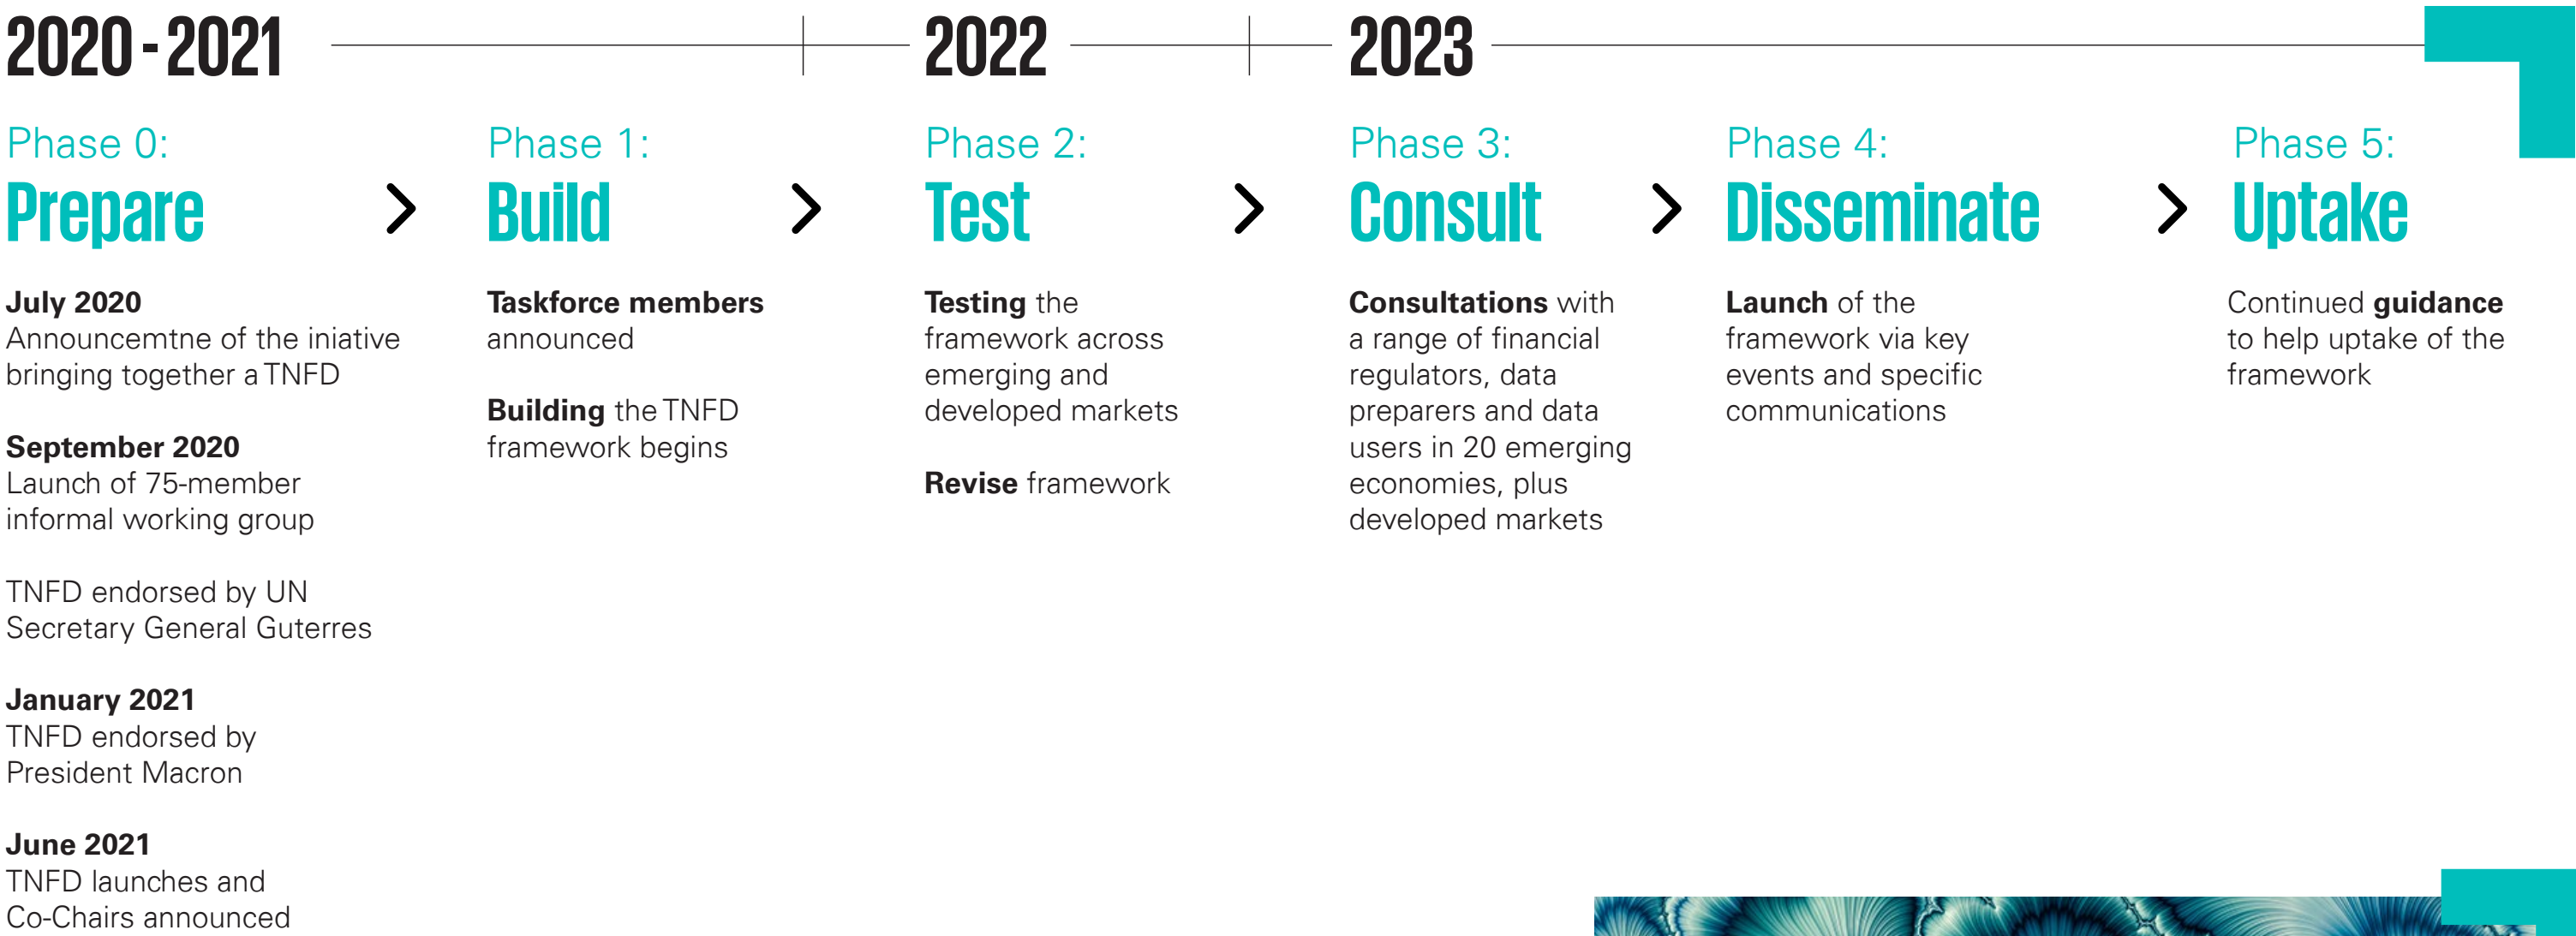 2020 - 2021
2022
2023
Phase 0:
Prepare
July 2020
Announcemtne of the iniative
bringing together a TNFD
September 2020
Launch of 75-member
informal working group
TNFD endorsed by UN
Secretary General Guterres
January 2021
TNFD endorsed by
President Macron
June 2021
TNFD launches and
Co-Chairs announced
Phase 1:
Build
Taskforce members
announced
Building the TNFD
framework begins
Phase 2:
Test
Testing the
framework across
emerging and
developed markets
Revise framework
Phase 3:
Consult
Consultations with
a range of financial
regulators, data
preparers and data
users in 20 emerging
economies, plus
developed markets
Phase 4:
Disseminate
Launch of the
framework via key
events and specific
communications
Phase 5:
Uptake
Continued guidance
to help uptake of the
framework